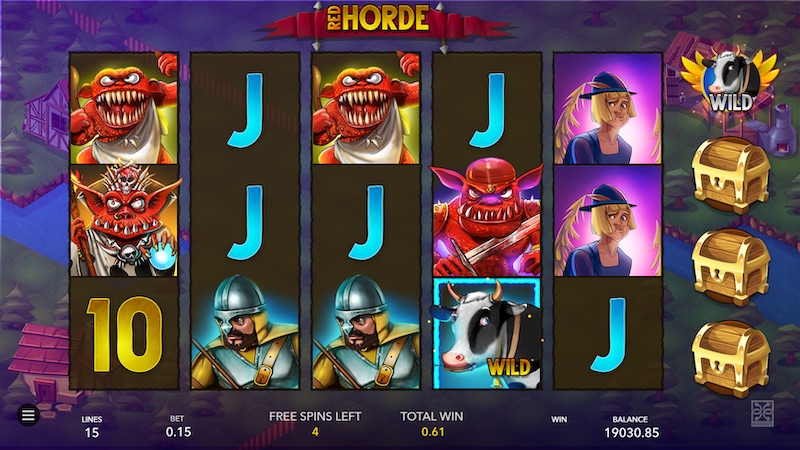 RED HORDE
WILD
J
J
J
J
10
WILD
J
LINES
15
BET
0.15
FREE SPINS LEFT
4
TOTAL WIN
0.61
WIN
BALANCE
19030.85